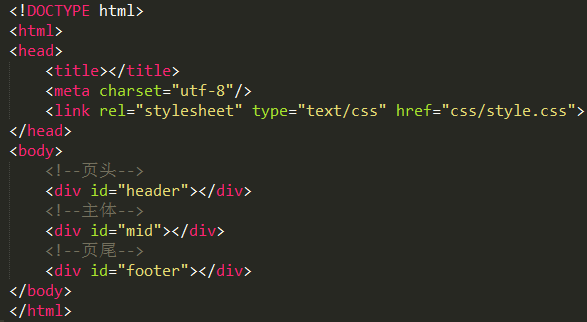 <!DOCTYPE html>
<html>
<head>
<title></title>
<meta charset="utf-8"/>
<link rel="stylesheet" type="text/css" href="css/style.css">
</head>
<body>
<!--页头-->
<div id="header"></div>
<!--主体-->
<div id="mid"></div>
<!--页尾-->
<div id="footer"></div>
</body>
</html>